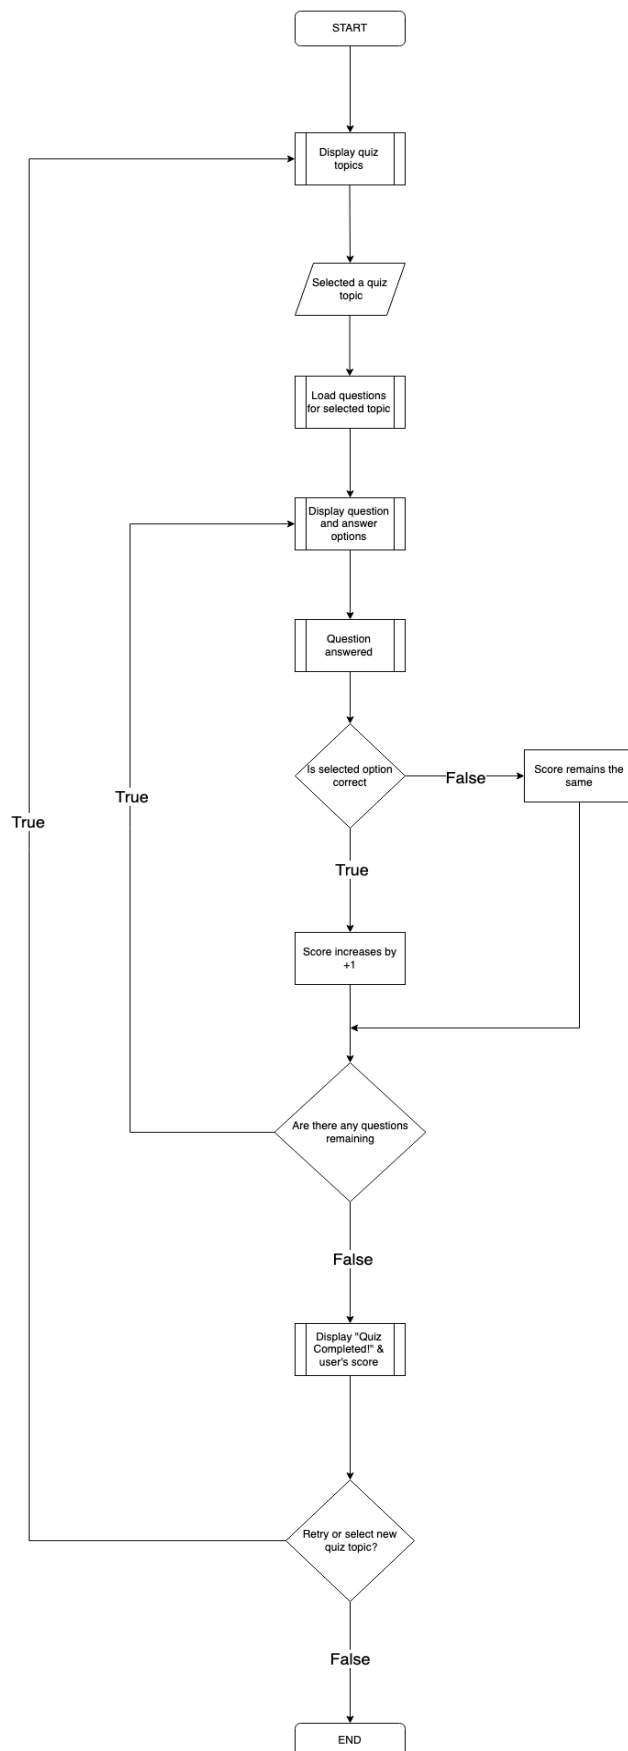 START
Display quiz
topics
Selected a quiz
topic
Load questions
for selected topic
Display question
and answer
options
Question
answered
Is selected option
correct
False
Score remains the
same
True
True
True
Score increases by
+1
Are there any questions
remaining
False
Display "Quiz
Completed!" &
user's score
Retry or select new
quiz topic?
False
END